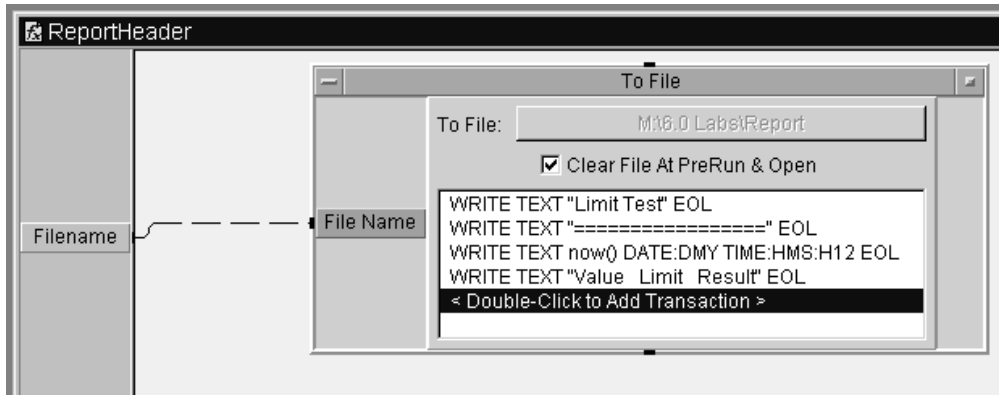 ReportHeader
To File
To File:
M:\6.0 Labs\Report
Clear File At PreRun & Open
WRITE TEXT "Limit Test" EOL
WRITE TEXT "=================" EOL
WRITE TEXT now() DATE:DMY TIME:HMS:H12 EOL
WRITE TEXT "Value   Limit   Result" EOL
< Double-Click to Add Transaction >
Filename
File Name